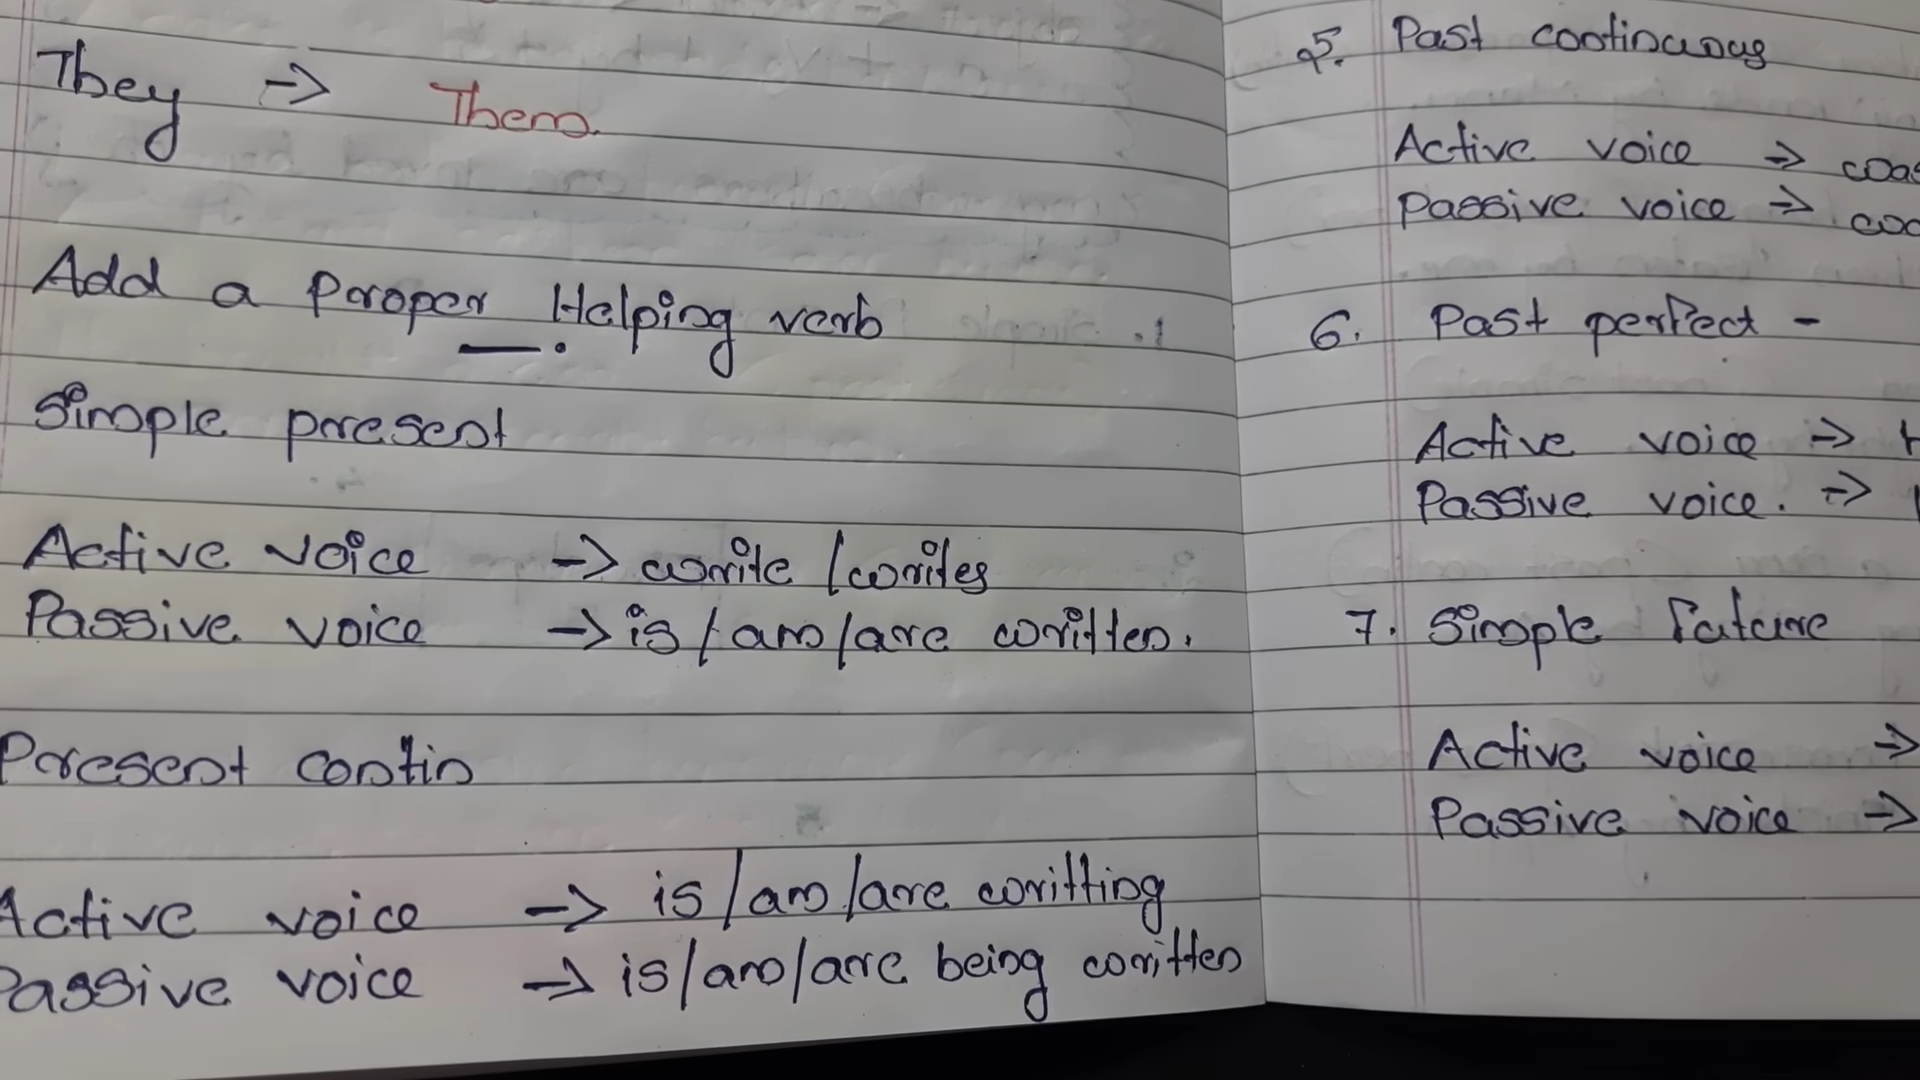 They → Them.
Add a proper Helping verb
Simple present
Active voice → write / writes
Passive voice → is / am / are written.
Present contin
Active voice → is / am / are writting
Passive voice → is / am / are being written
5. Past continuous
Active voice →
Passive voice →
6. Past perfect -
Active voice →
Passive voice. →
7. Simple Future
Active voice →
Passive voice →